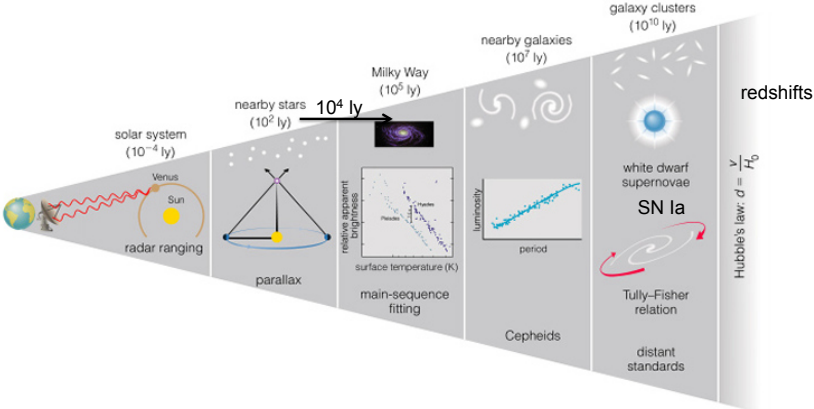 galaxy clusters
(10¹⁰ ly)
nearby galaxies
(10⁷ ly)
Milky Way
(10⁵ ly)
nearby stars
(10² ly)
10⁴ ly
solar system
(10⁻⁴ ly)
redshifts
Venus
Sun
radar ranging
parallax
relative apparent
brightness
Pleiades
Hyades
surface temperature (K)
main-sequence
fitting
luminosity
period
Cepheids
white dwarf
supernovae
SN Ia
Tully–Fisher
relation
distant
standards
Hubble's law: d = v/H₀